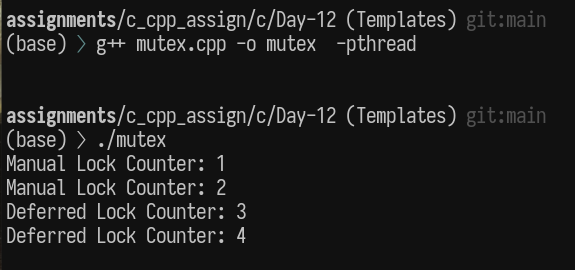 assignments/c_cpp_assign/c/Day-12 (Templates) git:main
(base) > g++ mutex.cpp -o mutex  -pthread
assignments/c_cpp_assign/c/Day-12 (Templates) git:main
(base) > ./mutex
Manual Lock Counter: 1
Manual Lock Counter: 2
Deferred Lock Counter: 3
Deferred Lock Counter: 4